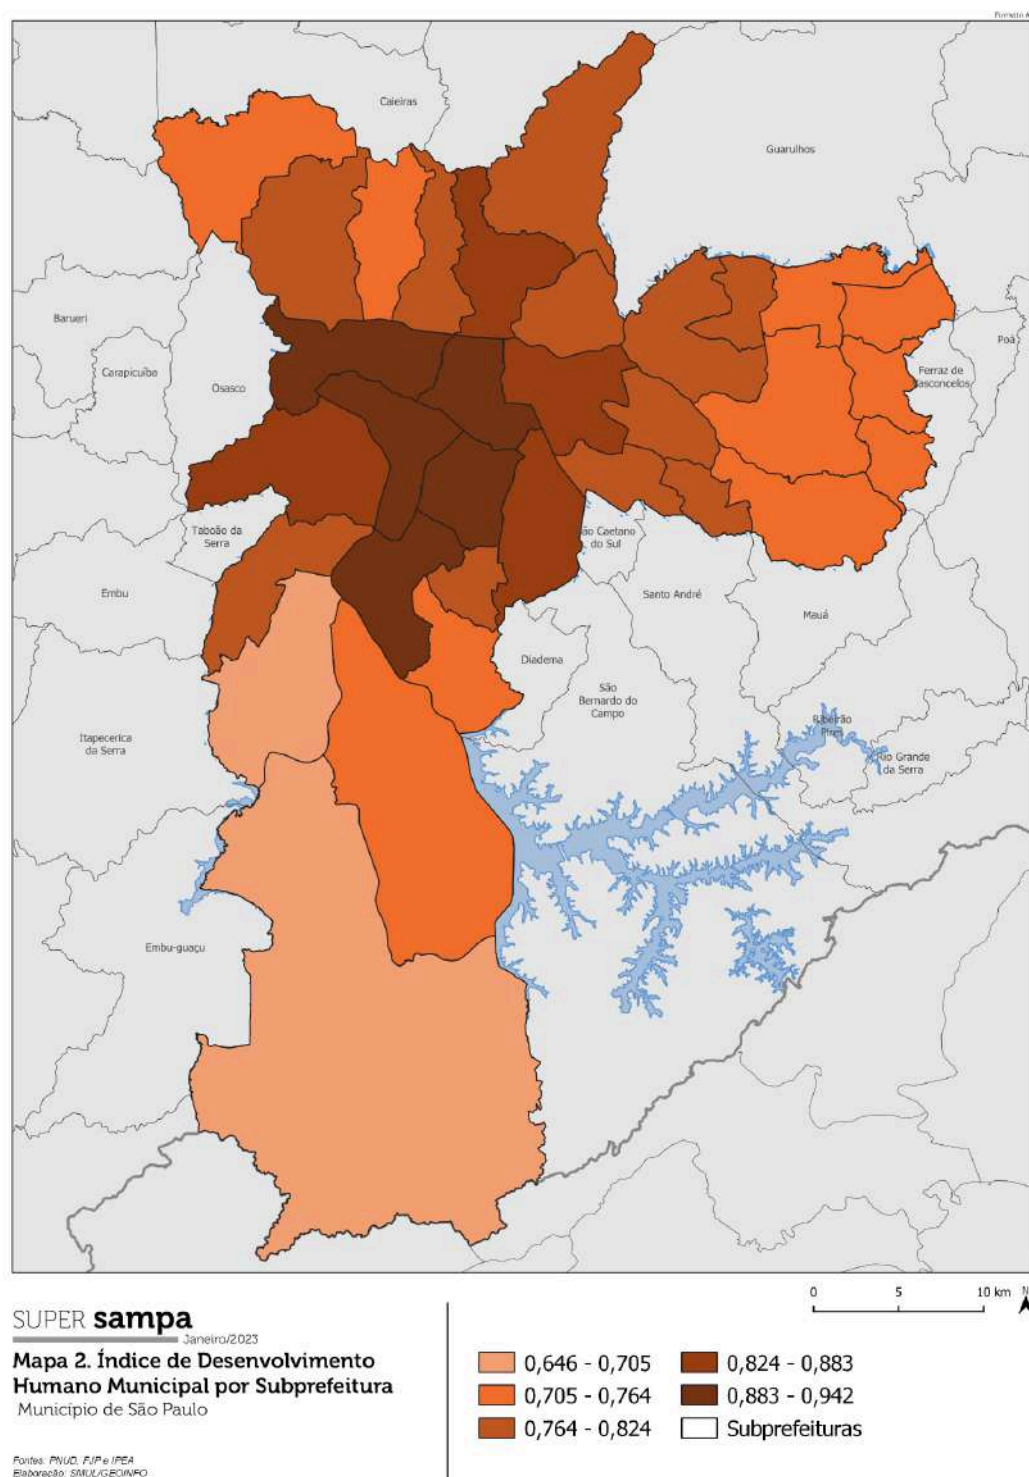 Formato A
Caieiras
Guarulhos
Barueri
Carapicuíba
Osasco
Poá
Ferraz de
Vasconcelos
Taboão da
Serra
São Caetano
do Sul
Embu
Santo André
Mauá
Diadema
São
Bernardo do
Campo
Itapecerica
da Serra
Ribeirão
Pires
Rio Grande
da Serra
Embu-guaçu
0 5 10 km N
SUPER sampa
Janeiro/2023
Mapa 2. Índice de Desenvolvimento
Humano Municipal por Subprefeitura
Município de São Paulo
Fontes: PNUD, FJP e IPEA
Elaboração: SMUL/GEOINFO
0,646 - 0,705
0,705 - 0,764
0,764 - 0,824
0,824 - 0,883
0,883 - 0,942
Subprefeituras